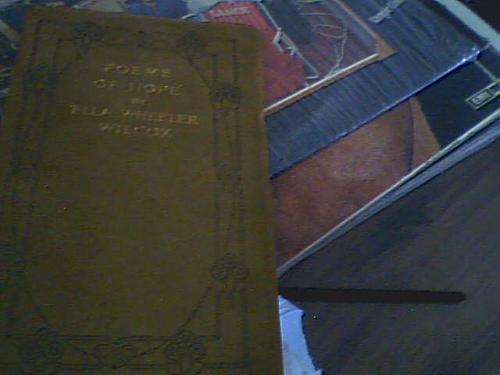 POEMS
OF HOPE
BY
ELLA WHEELER
WILCOX